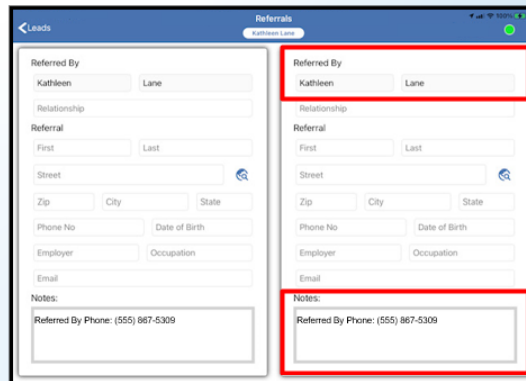 Referrals
100%
Leads
Kathleen Lane
Referred By
Kathleen Lane
Relationship
Referral
First Last
Street
Zip City State
Phone No Date of Birth
Employer Occupation
Email
Notes:
Referred By Phone: (555) 867-5309
Referred By
Kathleen Lane
Relationship
Referral
First Last
Street
Zip City State
Phone No Date of Birth
Employer Occupation
Email
Notes:
Referred By Phone: (555) 867-5309